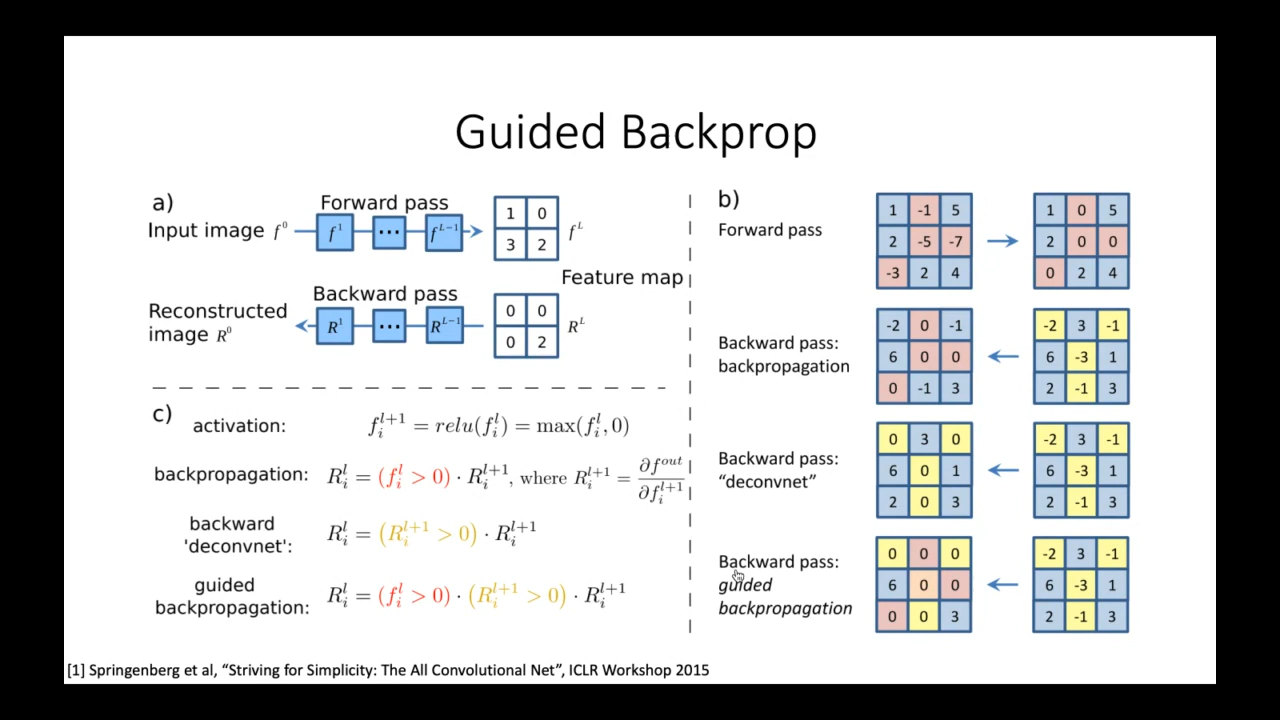 Guided Backprop
a)
Forward pass
Input image f⁰
f¹ ... f^{L-1}
1 0
3 2
f^L
Feature map
Backward pass
Reconstructed
image R⁰
R¹ ... R^{L-1}
0 0
0 2
R^L
b)
Forward pass
1 -1 5
2 -5 -7
-3 2 4
1 0 5
2 0 0
0 2 4
Backward pass:
backpropagation
-2 0 -1
6 0 0
0 -1 3
-2 3 -1
6 -3 1
2 -1 3
Backward pass:
“deconvnet”
0 3 0
6 0 1
2 0 3
-2 3 -1
6 -3 1
2 -1 3
Backward pass:
guided
backpropagation
0 0 0
6 0 0
0 0 3
-2 3 -1
6 -3 1
2 -1 3
c)
activation: f_i^{l+1} = relu(f_i^l) = max(f_i^l, 0)
backpropagation: R_i^l = (f_i^l > 0) · R_i^{l+1}, where R_i^{l+1} = ∂f^{out} / ∂f_i^{l+1}
backward
'deconvnet': R_i^l = (R_i^{l+1} > 0) · R_i^{l+1}
guided
backpropagation: R_i^l = (f_i^l > 0) · (R_i^{l+1} > 0) · R_i^{l+1}
[1] Springenberg et al, “Striving for Simplicity: The All Convolutional Net”, ICLR Workshop 2015